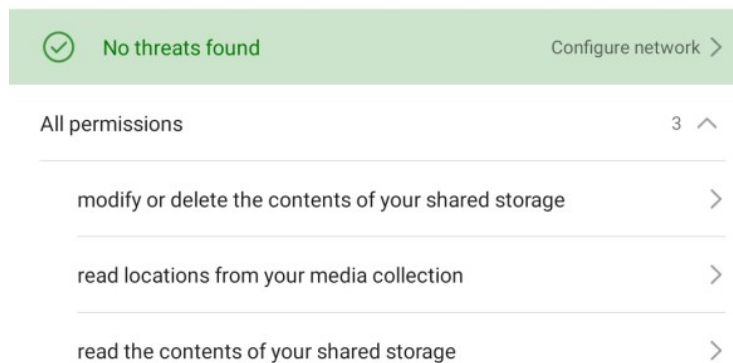 No threats found Configure network
All permissions 3
modify or delete the contents of your shared storage
read locations from your media collection
read the contents of your shared storage